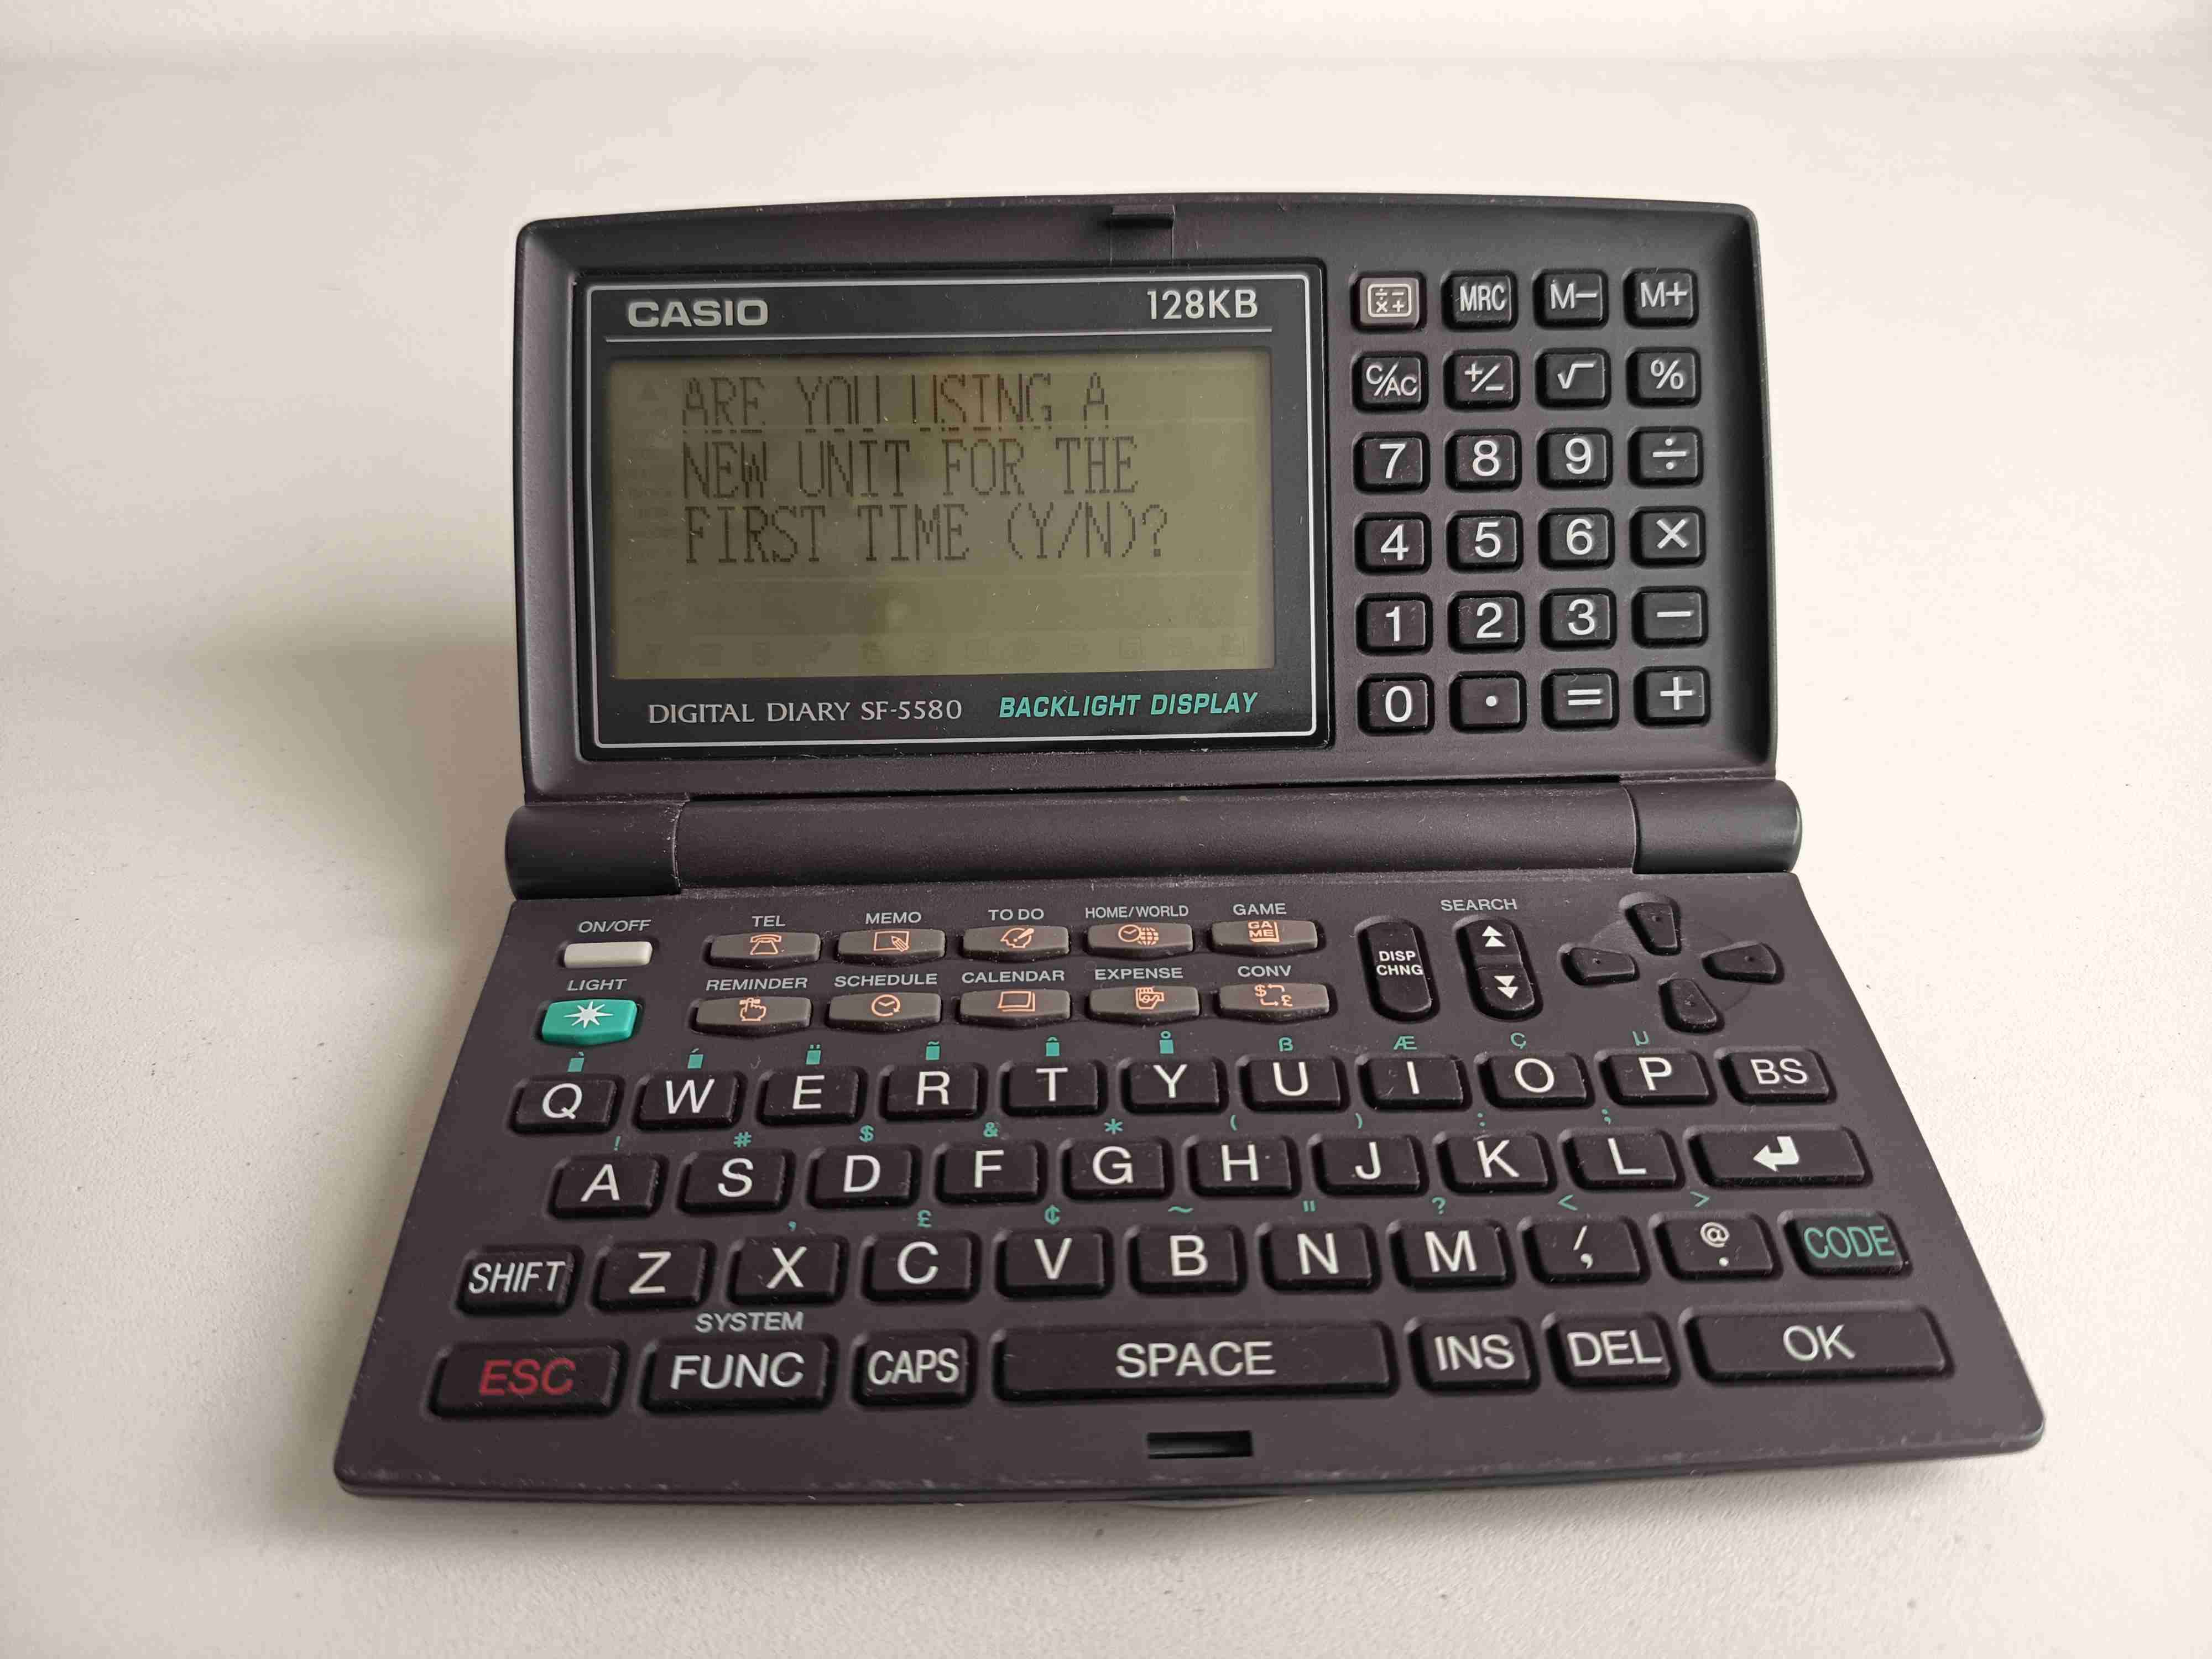 CASIO 128KB
ARE YOU USING A
NEW UNIT FOR THE
FIRST TIME (Y/N)?
DIGITAL DIARY SF-5580 BACKLIGHT DISPLAY
MRC M− M+
C/AC +/− √ %
7 8 9 ÷
4 5 6 ×
1 2 3 −
0 . = +
ON/OFF TEL MEMO TO DO HOME/WORLD GAME SEARCH
GAME
DISP
CHNG
LIGHT REMINDER SCHEDULE CALENDAR EXPENSE CONV
$ £
ß Æ Ç µ
Q W E R T Y U I O P BS
! # $ & * ( ) : ;
A S D F G H J K L
’ £ ¢ ~ " ? < >
SHIFT Z X C V B N M / , @ . CODE
SYSTEM
ESC FUNC CAPS SPACE INS DEL OK